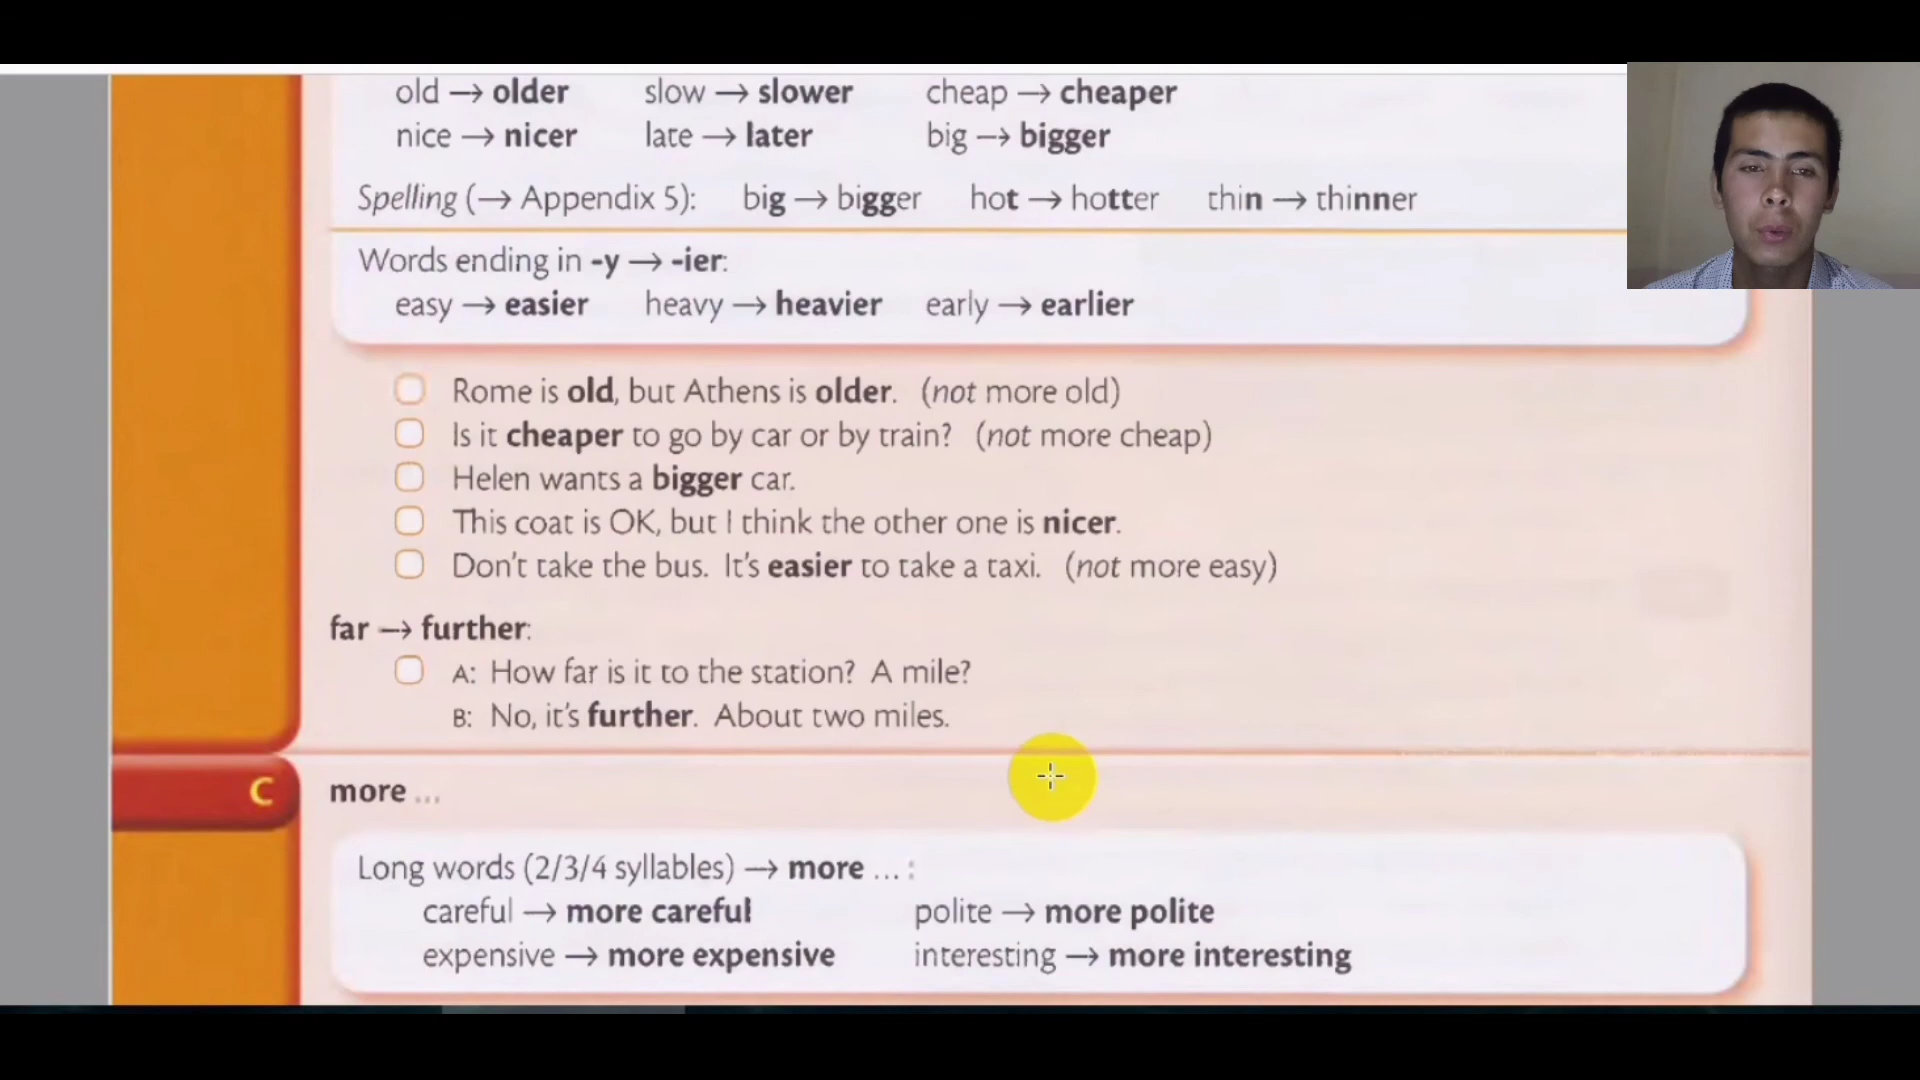 old → older slow → slower cheap → cheaper
nice → nicer late → later big → bigger
Spelling (→ Appendix 5): big → bigger hot → hotter thin → thinner
Words ending in -y → -ier:
easy → easier heavy → heavier early → earlier
Rome is old, but Athens is older. (not more old)
Is it cheaper to go by car or by train? (not more cheap)
Helen wants a bigger car.
This coat is OK, but I think the other one is nicer.
Don't take the bus. It's easier to take a taxi. (not more easy)
far → further:
A: How far is it to the station? A mile?
B: No, it's further. About two miles.
C more ...
Long words (2/3/4 syllables) → more ... :
careful → more careful polite → more polite
expensive → more expensive interesting → more interesting